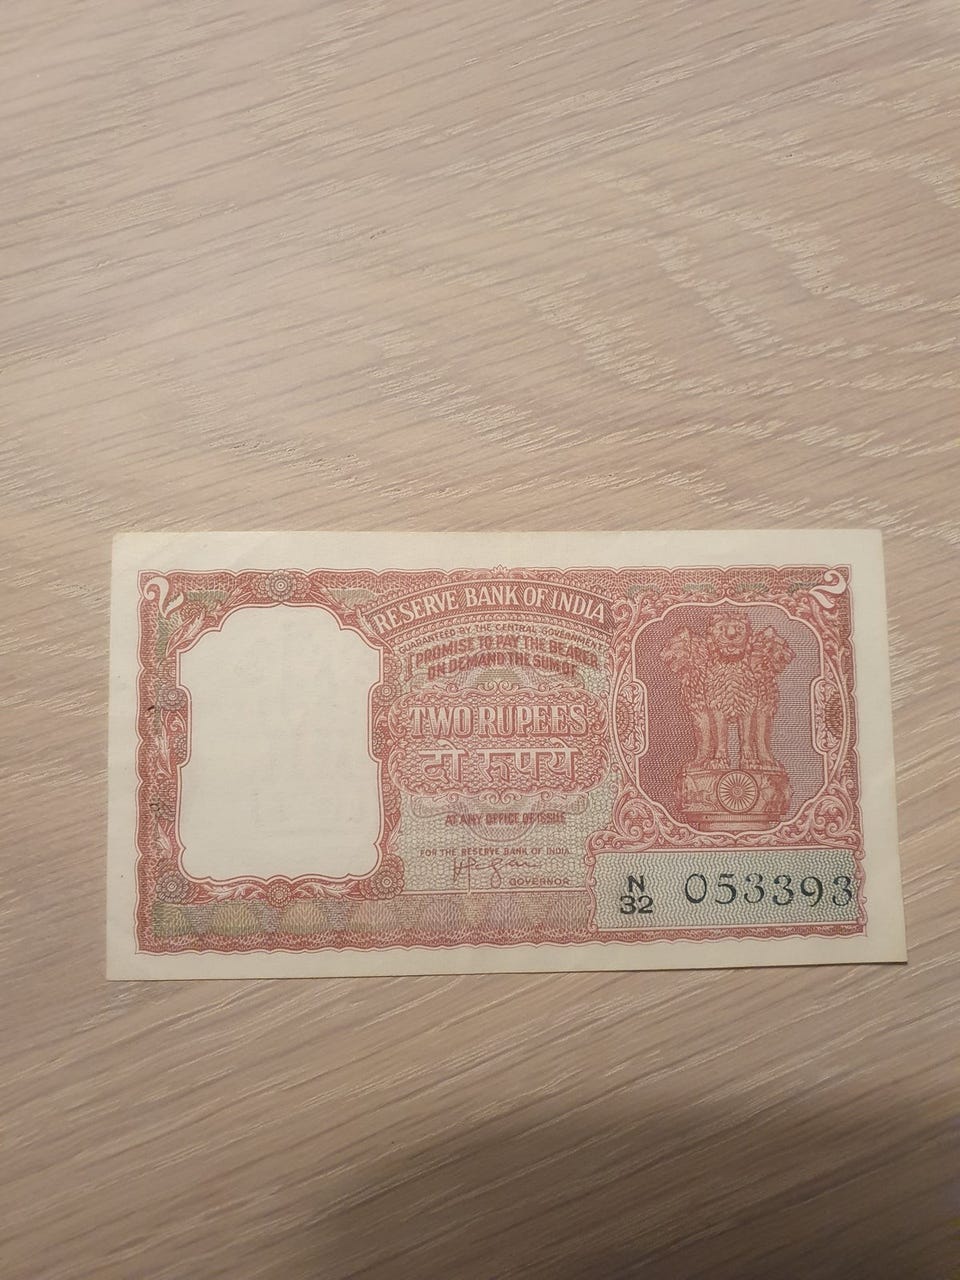 2
2
RESERVE BANK OF INDIA
GUARANTEED BY THE CENTRAL GOVERNMENT
I PROMISE TO PAY THE BEARER
ON DEMAND THE SUM OF
TWO RUPEES
दो रुपये
AT ANY OFFICE OF ISSUE
FOR THE RESERVE BANK OF INDIA
GOVERNOR
N
32
053393